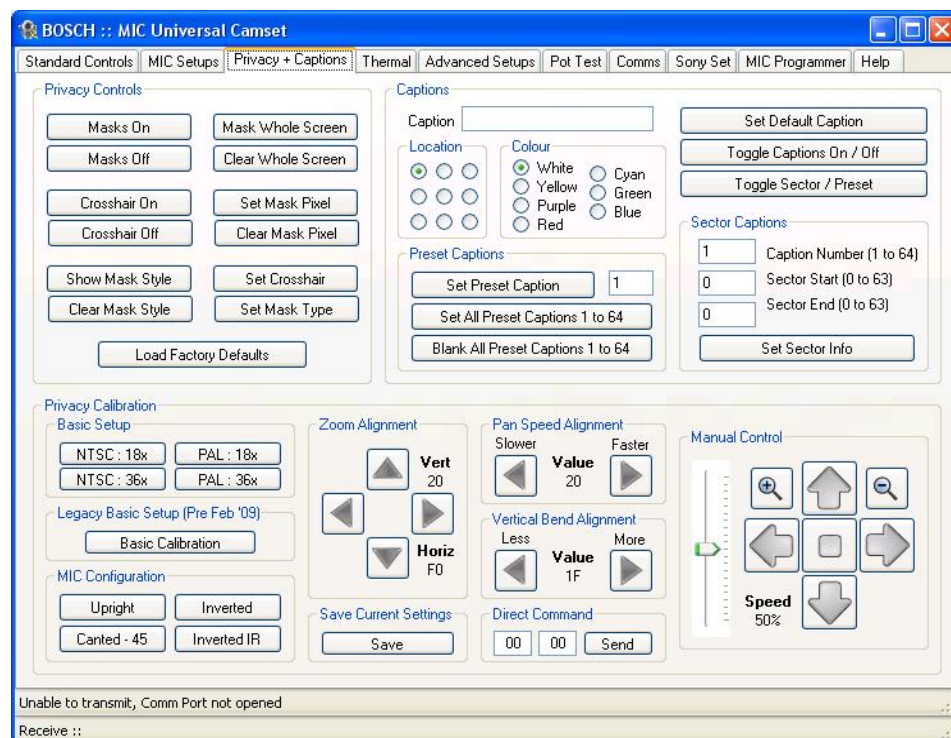 BOSCH :: MIC Universal Camset
Standard Controls MIC Setups Privacy + Captions Thermal Advanced Setups Pot Test Comms Sony Set MIC Programmer Help
Privacy Controls
Masks On Mask Whole Screen
Masks Off Clear Whole Screen
Crosshair On Set Mask Pixel
Crosshair Off Clear Mask Pixel
Show Mask Style Set Crosshair
Clear Mask Style Set Mask Type
Load Factory Defaults
Captions
Caption
Location
Colour
White
Yellow
Purple
Red
Cyan
Green
Blue
Set Default Caption
Toggle Captions On / Off
Toggle Sector / Preset
Preset Captions
Set Preset Caption 1
Set All Preset Captions 1 to 64
Blank All Preset Captions 1 to 64
Sector Captions
1 Caption Number (1 to 64)
0 Sector Start (0 to 63)
0 Sector End (0 to 63)
Set Sector Info
Privacy Calibration
Basic Setup
NTSC : 18x PAL : 18x
NTSC : 36x PAL : 36x
Legacy Basic Setup (Pre Feb '09)
Basic Calibration
MIC Configuration
Upright Inverted
Canted - 45 Inverted IR
Zoom Alignment
Vert
20
Horiz
F0
Save Current Settings
Save
Pan Speed Alignment
Slower Value Faster
20
Vertical Bend Alignment
Less Value More
1F
Direct Command
00 00 Send
Manual Control
Speed
50%
Unable to transmit, Comm Port not opened
Receive ::